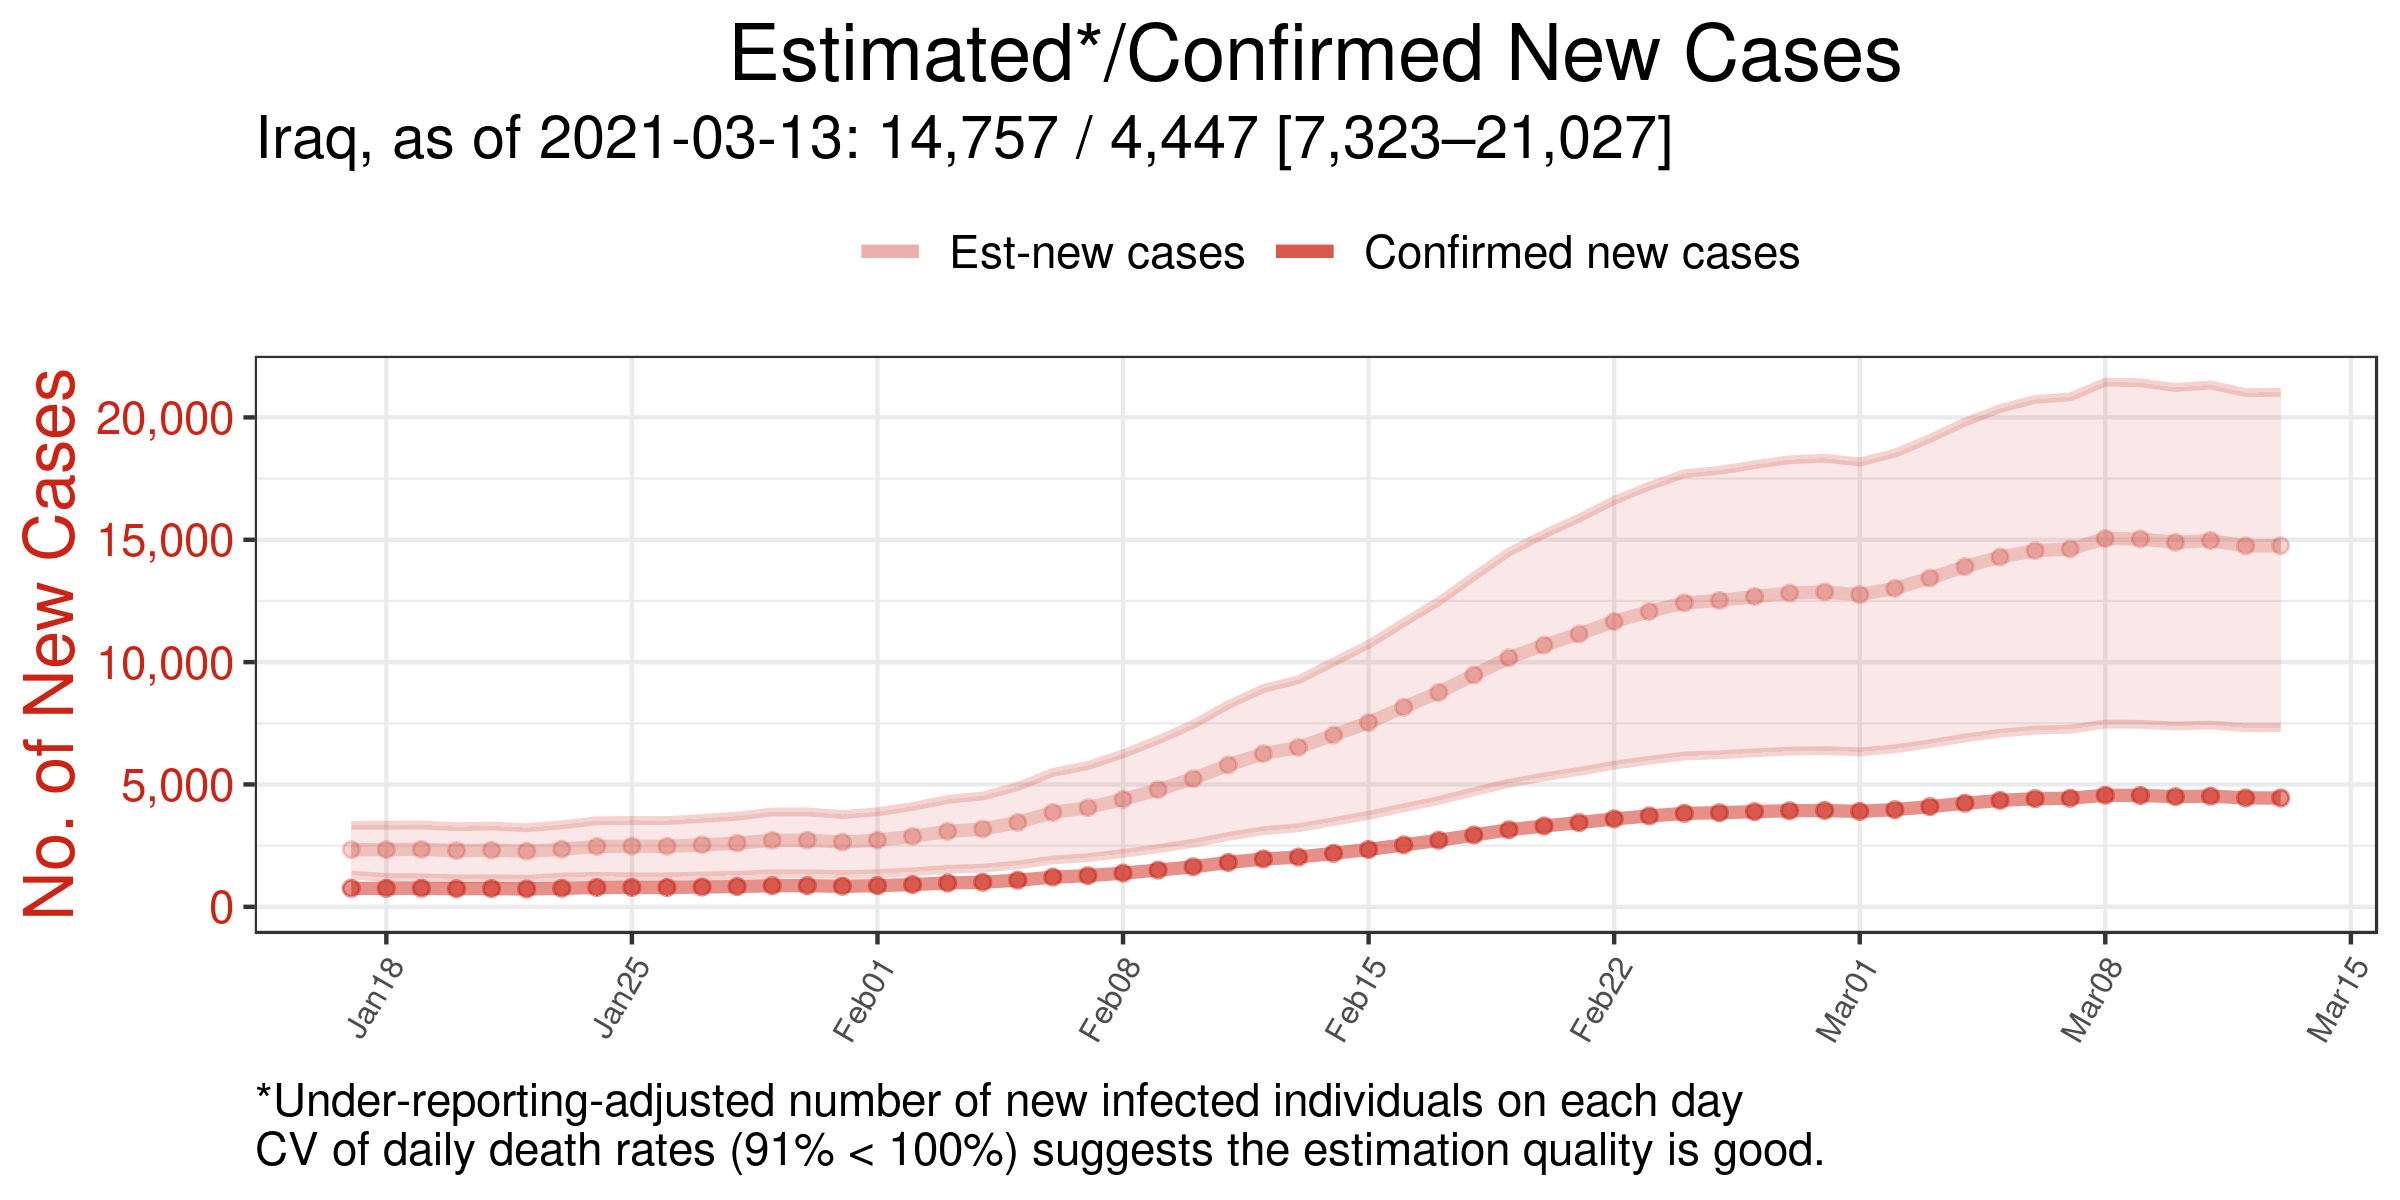 Estimated*/Confirmed New Cases
Iraq, as of 2021-03-13: 14,757 / 4,447 [7,323–21,027]
Est-new cases
Confirmed new cases
No. of New Cases
20,000
15,000
10,000
5,000
0
Jan18
Jan25
Feb01
Feb08
Feb15
Feb22
Mar01
Mar08
Mar15
*Under-reporting-adjusted number of new infected individuals on each day
CV of daily death rates (91% < 100%) suggests the estimation quality is good.